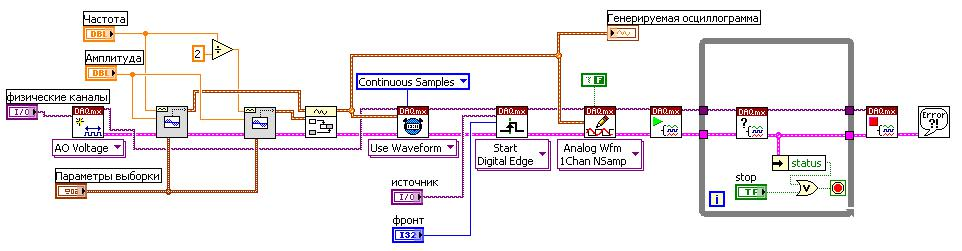 Частота
DBL
Генерируемая осциллограмма
2
÷
Амплитуда
DBL
Continuous Samples
T F
физические каналы
I/O
DAQmx
DAQmx
DAQmx
DAQmx
DAQmx
DAQmx
DAQmx
Error
?!
AO Voltage
Use Waveform
Start
Digital Edge
Analog Wfm
1Chan NSamp
status
Параметры выборки
источник
I/O
stop
TF
V
i
фронт
I32